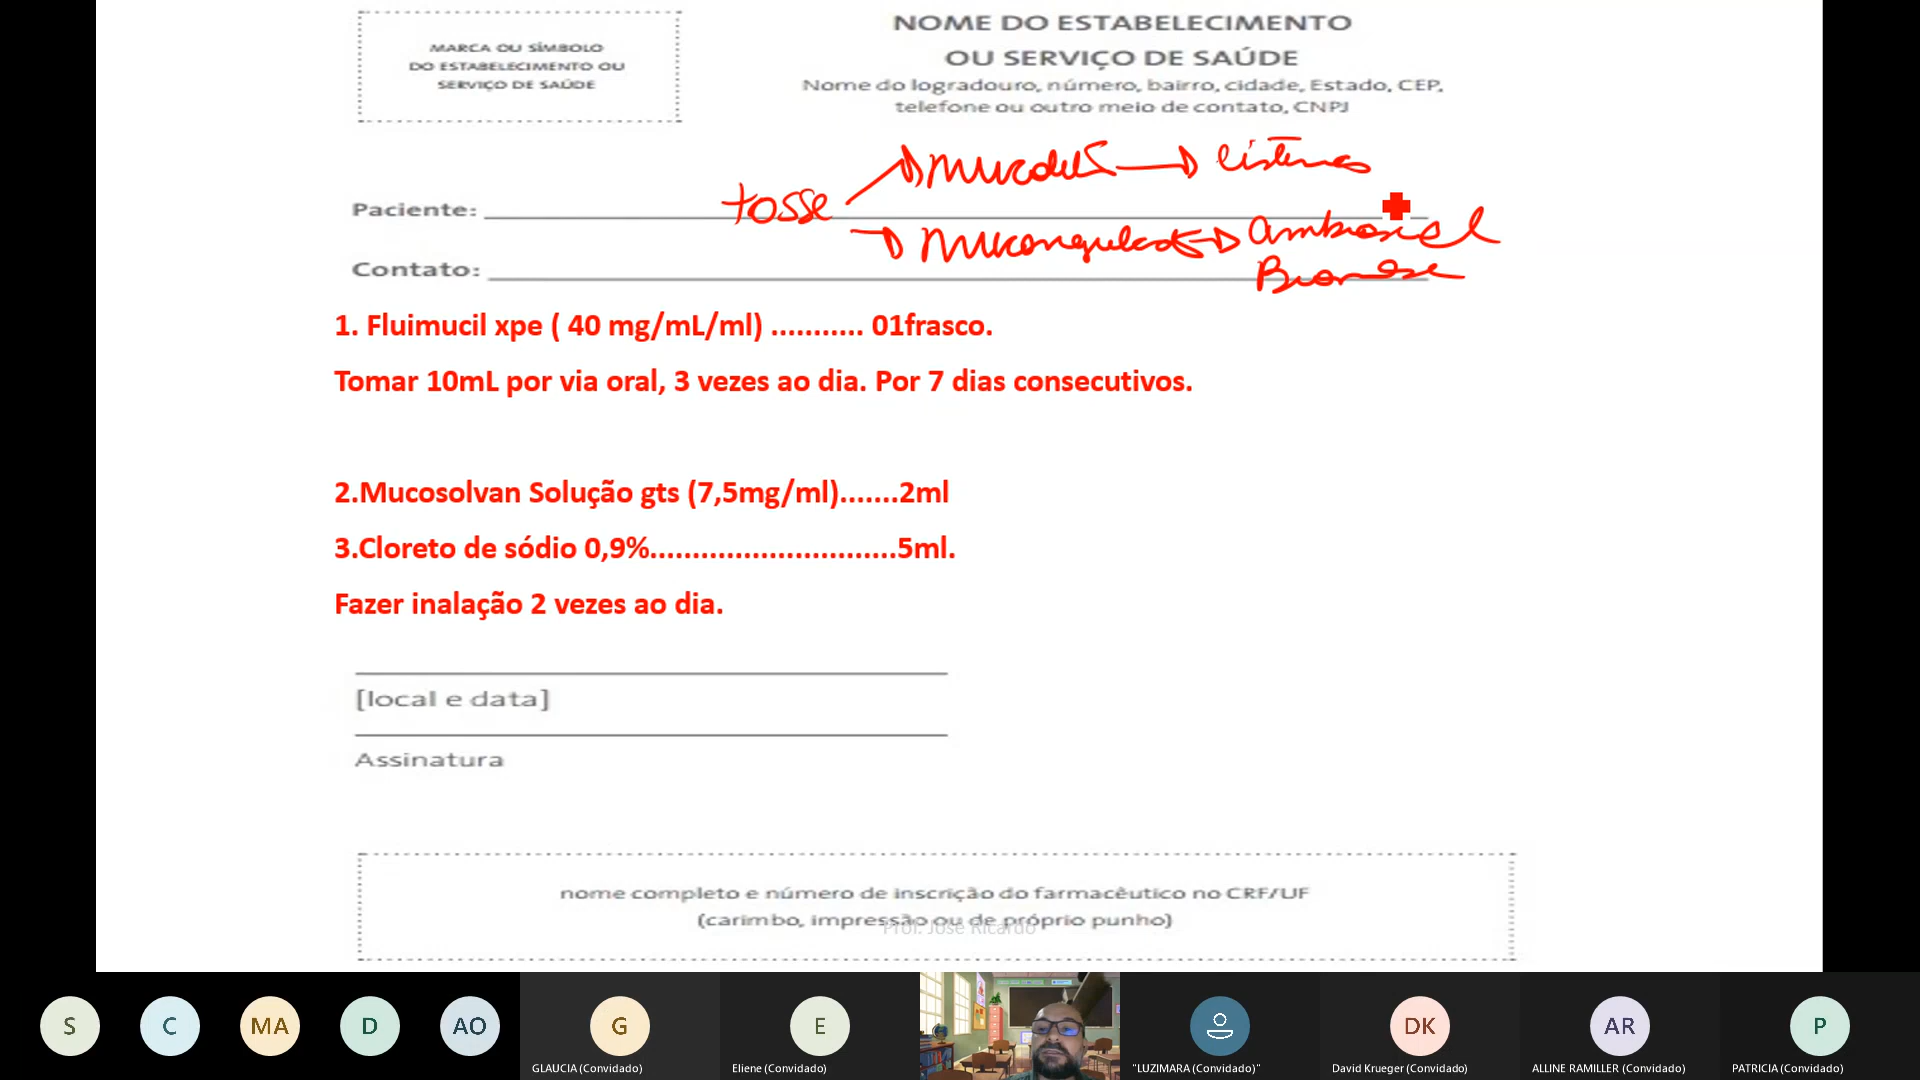 MARCA OU SÍMBOLO
DO ESTABELECIMENTO OU
SERVIÇO DE SAÚDE
NOME DO ESTABELECIMENTO
OU SERVIÇO DE SAÚDE
Nome do logradouro, número, bairro, cidade, Estado, CEP,
telefone ou outro meio de contato, CNPJ
tosse
Ambroxol
Paciente:
Contato:
1. Fluimucil xpe ( 40 mg/mL/ml) ........... 01frasco.
Tomar 10mL por via oral, 3 vezes ao dia. Por 7 dias consecutivos.
2.Mucosolvan Solução gts (7,5mg/ml).......2ml
3.Cloreto de sódio 0,9%.............................5ml.
Fazer inalação 2 vezes ao dia.
[local e data]
Assinatura
nome completo e número de inscrição do farmacêutico no CRF/UF
(carimbo, impressão ou de próprio punho)
Prof. José Ricardo
S
C
MA
D
AO
G
E
DK
AR
P
GLAUCIA (Convidado)
Eliene (Convidado)
"LUZIMARA (Convidado)"
David Krueger (Convidado)
ALLINE RAMILLER (Convidado)
PATRICIA (Convidado)